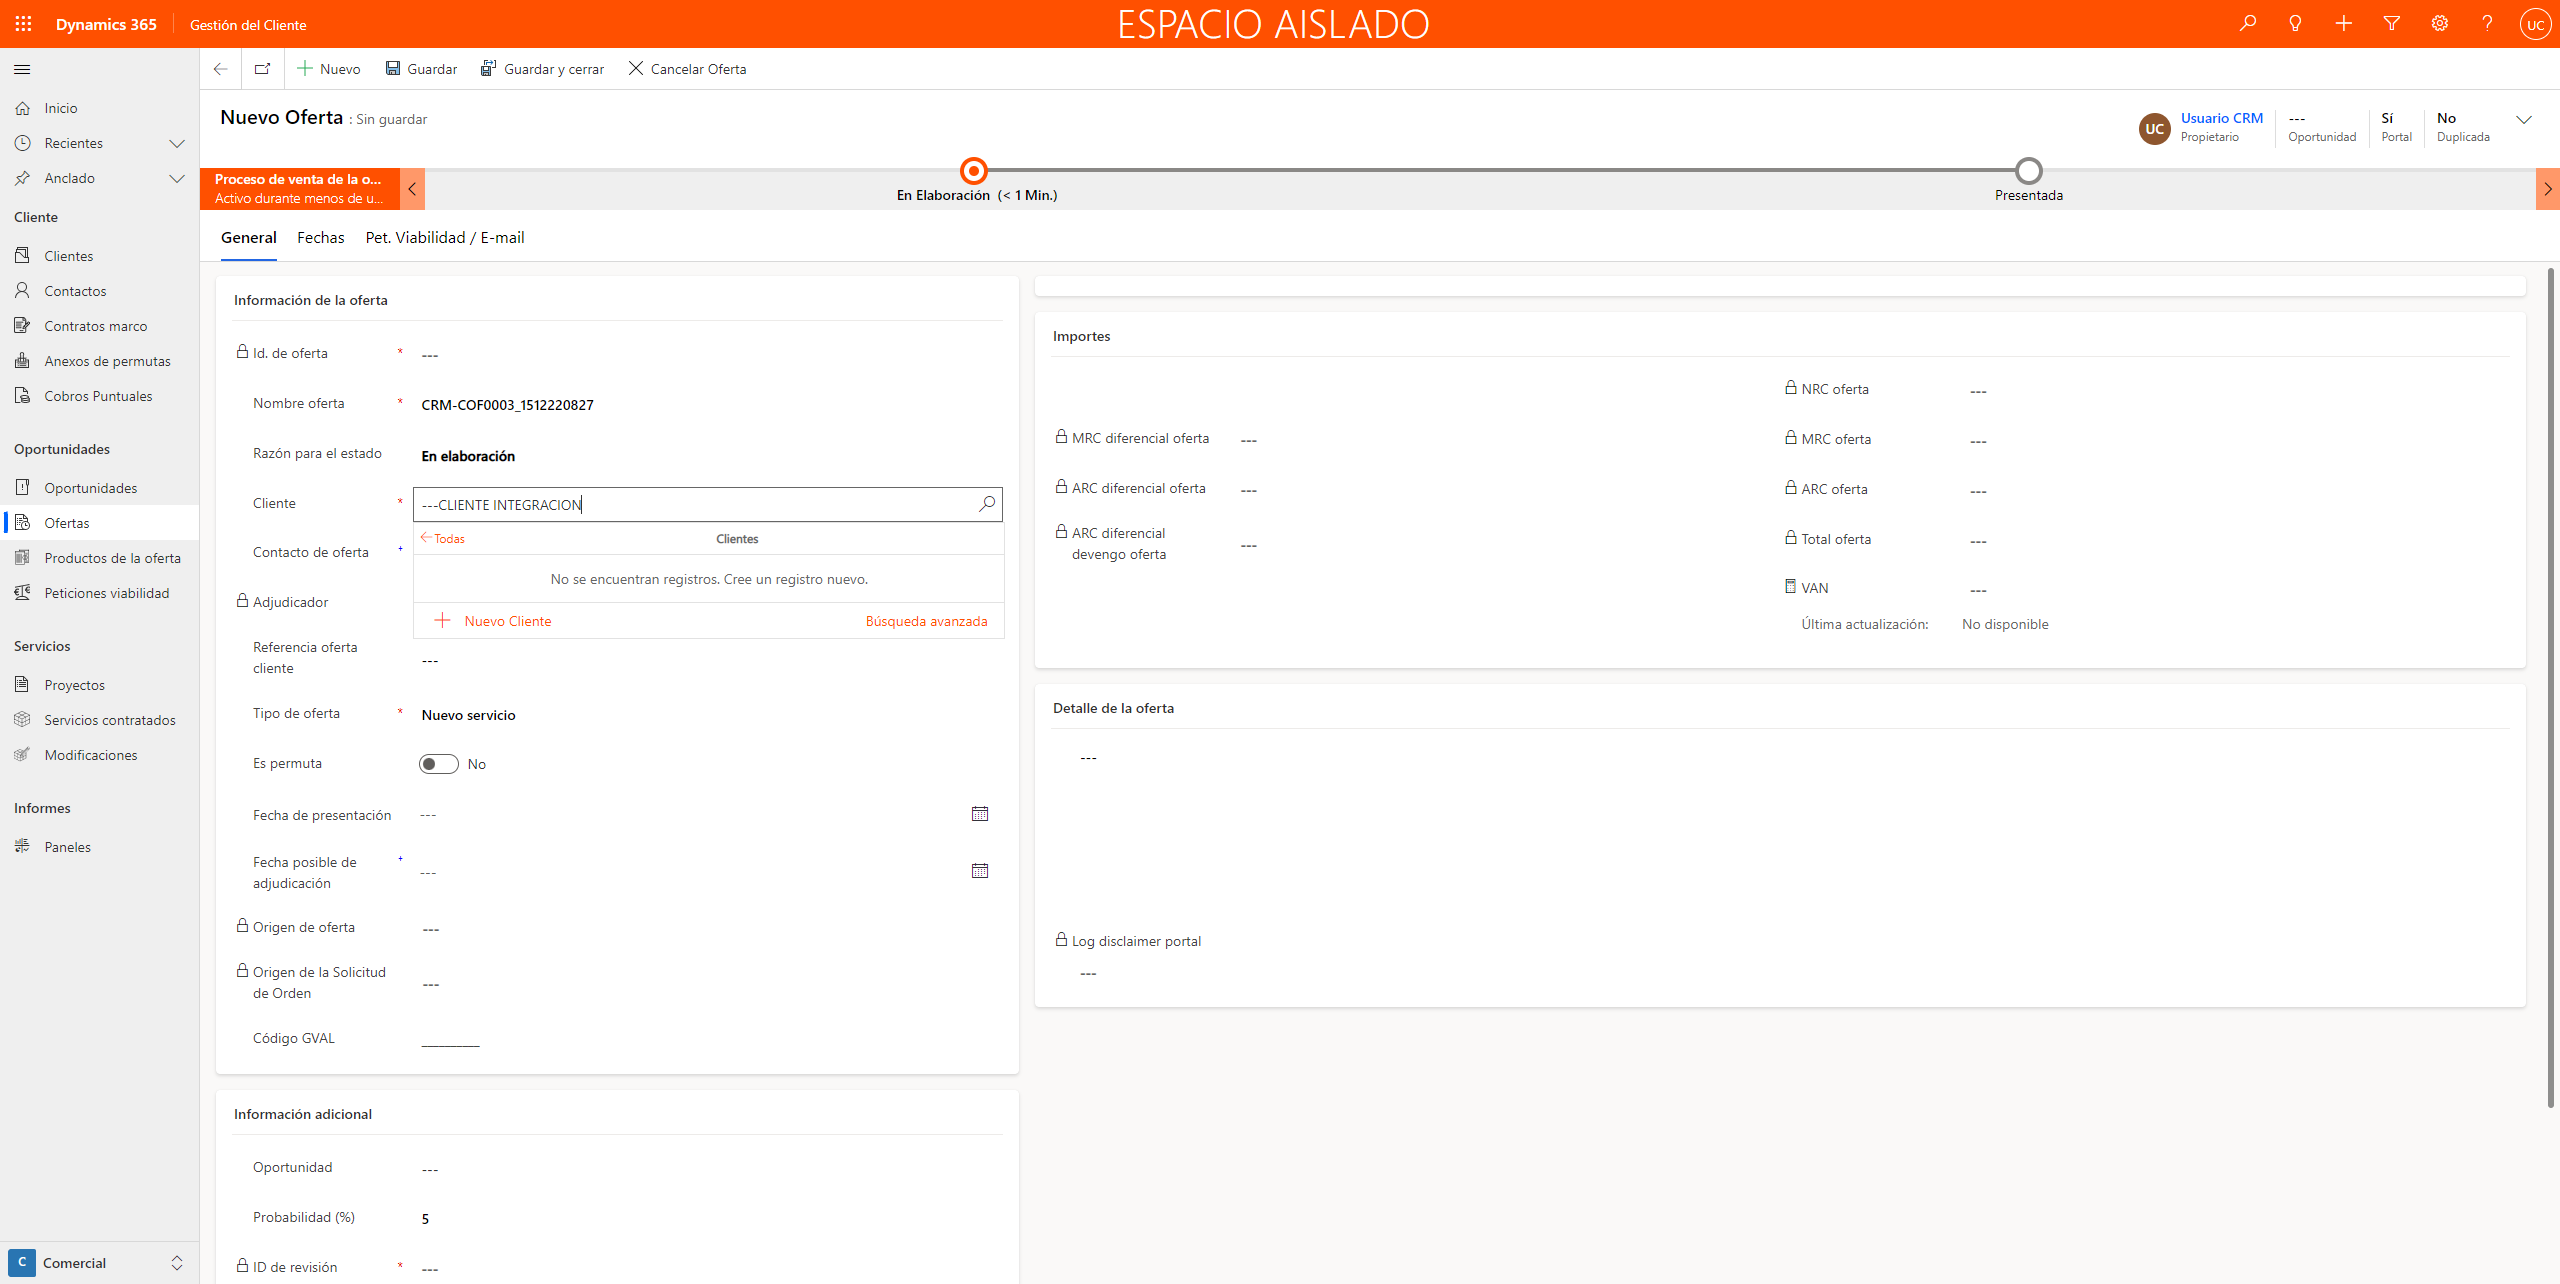 Dynamics 365
Gestión del Cliente
ESPACIO AISLADO
UC
Nuevo
Guardar
Guardar y cerrar
Cancelar Oferta
Inicio
Recientes
Anclado
Cliente
Clientes
Contactos
Contratos marco
Anexos de permutas
Cobros Puntuales
Oportunidades
Oportunidades
Ofertas
Productos de la oferta
Peticiones viabilidad
Servicios
Proyectos
Servicios contratados
Modificaciones
Informes
Paneles
C
Comercial
Nuevo Oferta : Sin guardar
UC
Usuario CRM
Propietario
---
Oportunidad
Sí
Portal
No
Duplicada
Proceso de venta de la o...
Activo durante menos de u...
En Elaboración (< 1 Min.)
Presentada
General
Fechas
Pet. Viabilidad / E-mail
Información de la oferta
Id. de oferta * ---
Nombre oferta * CRM-COF0003_1512220827
Razón para el estado En elaboración
Cliente * ---CLIENTE INTEGRACION
Todas
Clientes
No se encuentran registros. Cree un registro nuevo.
Nuevo Cliente
Búsqueda avanzada
Contacto de oferta +
Adjudicador
Referencia oferta
cliente
---
Tipo de oferta * Nuevo servicio
Es permuta No
Fecha de presentación ---
Fecha posible de
adjudicación
+ ---
Origen de oferta ---
Origen de la Solicitud
de Orden
---
Código GVAL _________
Información adicional
Oportunidad ---
Probabilidad (%) 5
ID de revisión * ---
Importes
MRC diferencial oferta ---
ARC diferencial oferta ---
ARC diferencial
devengo oferta
---
NRC oferta ---
MRC oferta ---
ARC oferta ---
Total oferta ---
VAN ---
Última actualización: No disponible
Detalle de la oferta
---
Log disclaimer portal
---